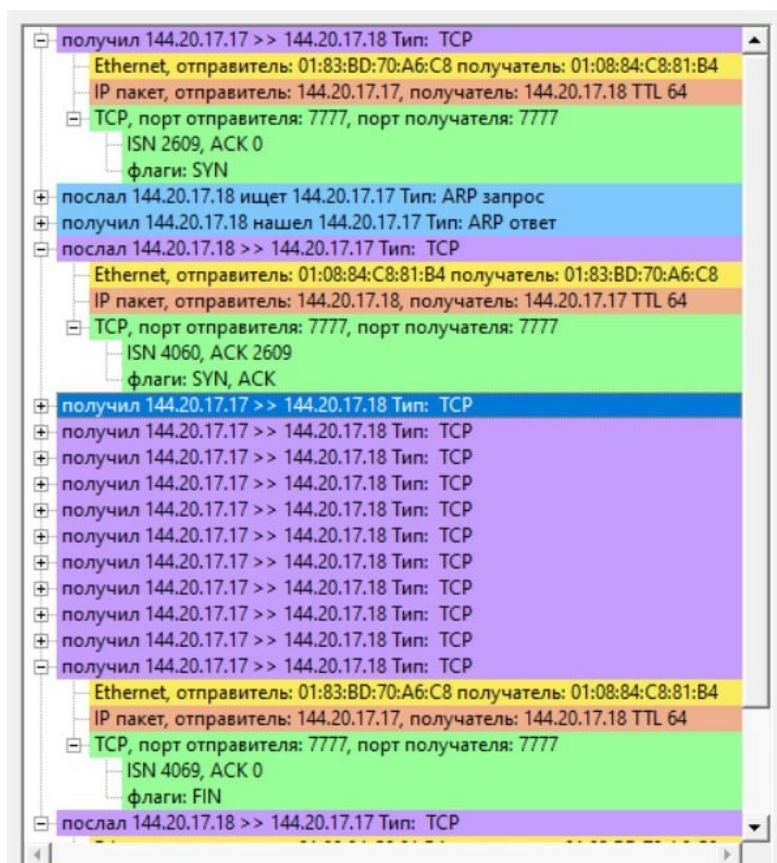 получил 144.20.17.17 >> 144.20.17.18 Тип: TCP
Ethernet, отправитель: 01:83:BD:70:A6:C8 получатель: 01:08:84:C8:81:B4
IP пакет, отправитель: 144.20.17.17, получатель: 144.20.17.18 TTL 64
TCP, порт отправителя: 7777, порт получателя: 7777
ISN 2609, ACK 0
флаги: SYN
послал 144.20.17.18 ищет 144.20.17.17 Тип: ARP запрос
получил 144.20.17.18 нашел 144.20.17.17 Тип: ARP ответ
послал 144.20.17.18 >> 144.20.17.17 Тип: TCP
Ethernet, отправитель: 01:08:84:C8:81:B4 получатель: 01:83:BD:70:A6:C8
IP пакет, отправитель: 144.20.17.18, получатель: 144.20.17.17 TTL 64
TCP, порт отправителя: 7777, порт получателя: 7777
ISN 4060, ACK 2609
флаги: SYN, ACK
получил 144.20.17.17 >> 144.20.17.18 Тип: TCP
получил 144.20.17.17 >> 144.20.17.18 Тип: TCP
получил 144.20.17.17 >> 144.20.17.18 Тип: TCP
получил 144.20.17.17 >> 144.20.17.18 Тип: TCP
получил 144.20.17.17 >> 144.20.17.18 Тип: TCP
получил 144.20.17.17 >> 144.20.17.18 Тип: TCP
получил 144.20.17.17 >> 144.20.17.18 Тип: TCP
получил 144.20.17.17 >> 144.20.17.18 Тип: TCP
получил 144.20.17.17 >> 144.20.17.18 Тип: TCP
получил 144.20.17.17 >> 144.20.17.18 Тип: TCP
получил 144.20.17.17 >> 144.20.17.18 Тип: TCP
Ethernet, отправитель: 01:83:BD:70:A6:C8 получатель: 01:08:84:C8:81:B4
IP пакет, отправитель: 144.20.17.17, получатель: 144.20.17.18 TTL 64
TCP, порт отправителя: 7777, порт получателя: 7777
ISN 4069, ACK 0
флаги: FIN
послал 144.20.17.18 >> 144.20.17.17 Тип: TCP